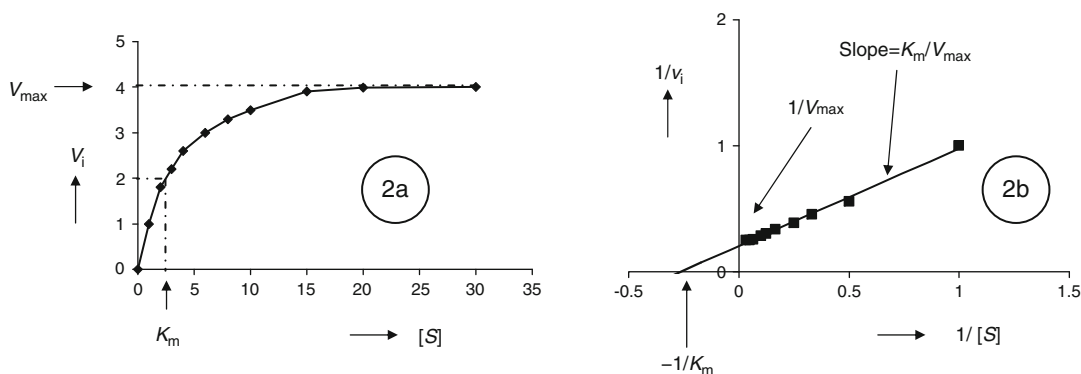 5
4
3
2
1
0
0 5 10 15 20 25 30 35
Vmax
Vi
Km
[S]
2a
2
1
0
-0.5 0 0.5 1 1.5
1/vi
1/Vmax
Slope=Km/Vmax
2b
−1/Km
1/ [S]